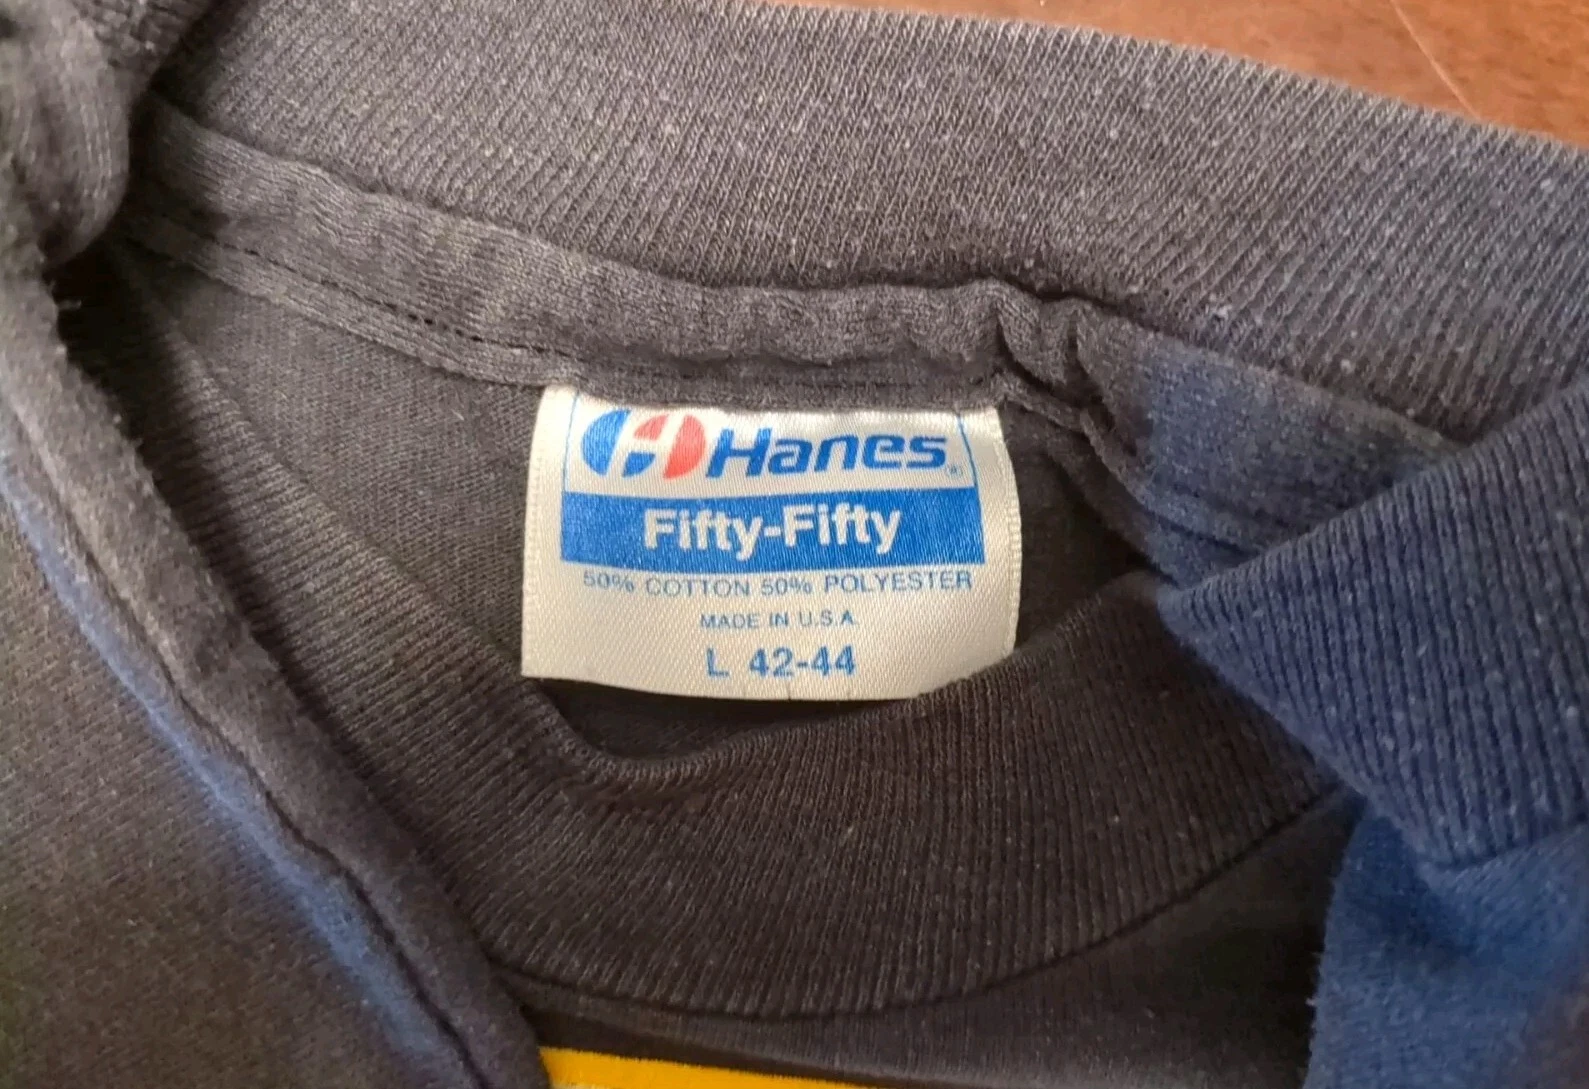 Hanes®
Fifty-Fifty
50% COTTON 50% POLYESTER
MADE IN U.S.A.
L 42-44